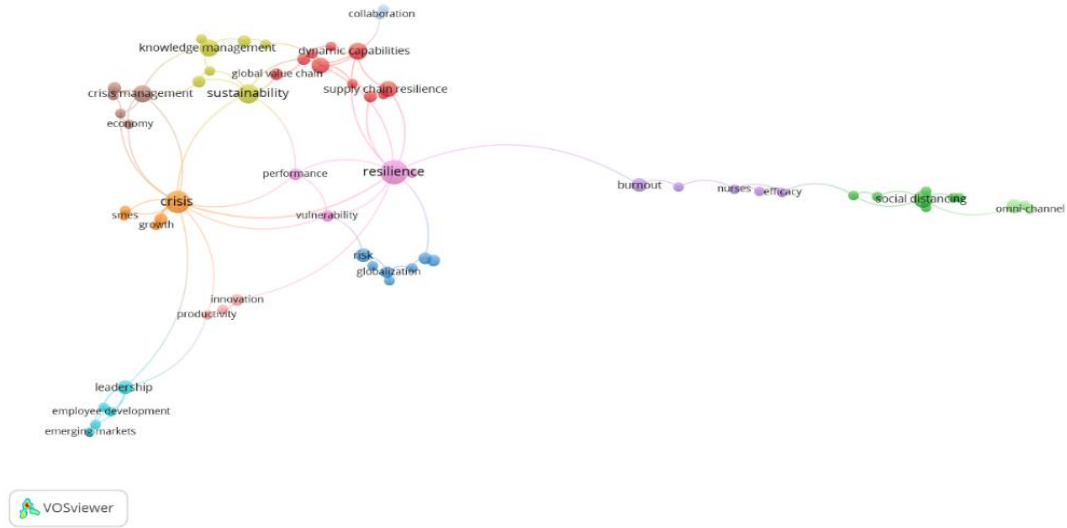 collaboration
knowledge management
dynamic capabilities
global value chain
supply chain resilience
crisis management
sustainability
economy
performance
resilience
burnout
nurses
efficacy
social distancing
omni-channel
crisis
smes
growth
vulnerability
risk
globalization
innovation
productivity
leadership
employee development
emerging markets
VOSviewer